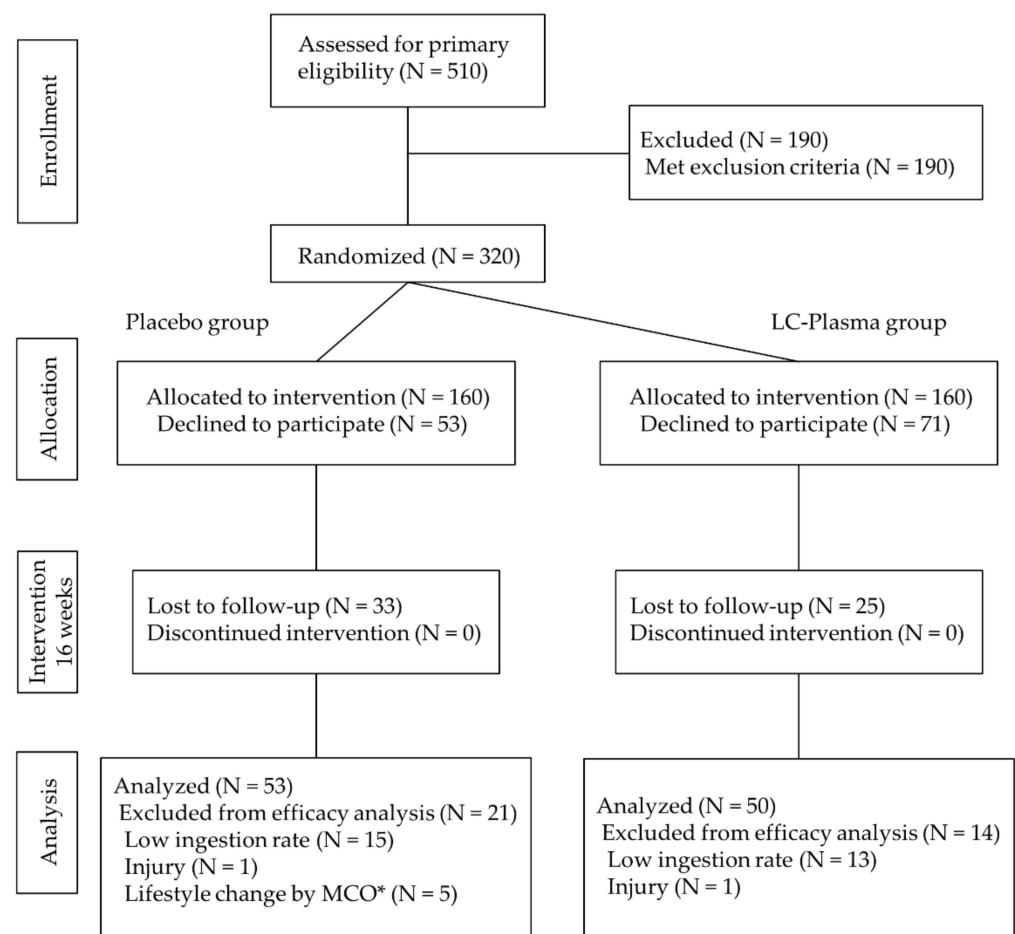 Enrollment
Assessed for primary
eligibility (N = 510)
Excluded (N = 190)
Met exclusion criteria (N = 190)
Randomized (N = 320)
Placebo group
LC-Plasma group
Allocation
Allocated to intervention (N = 160)
Declined to participate (N = 53)
Allocated to intervention (N = 160)
Declined to participate (N = 71)
Intervention
16 weeks
Lost to follow-up (N = 33)
Discontinued intervention (N = 0)
Lost to follow-up (N = 25)
Discontinued intervention (N = 0)
Analysis
Analyzed (N = 53)
Excluded from efficacy analysis (N = 21)
Low ingestion rate (N = 15)
Injury (N = 1)
Lifestyle change by MCO* (N = 5)
Analyzed (N = 50)
Excluded from efficacy analysis (N = 14)
Low ingestion rate (N = 13)
Injury (N = 1)